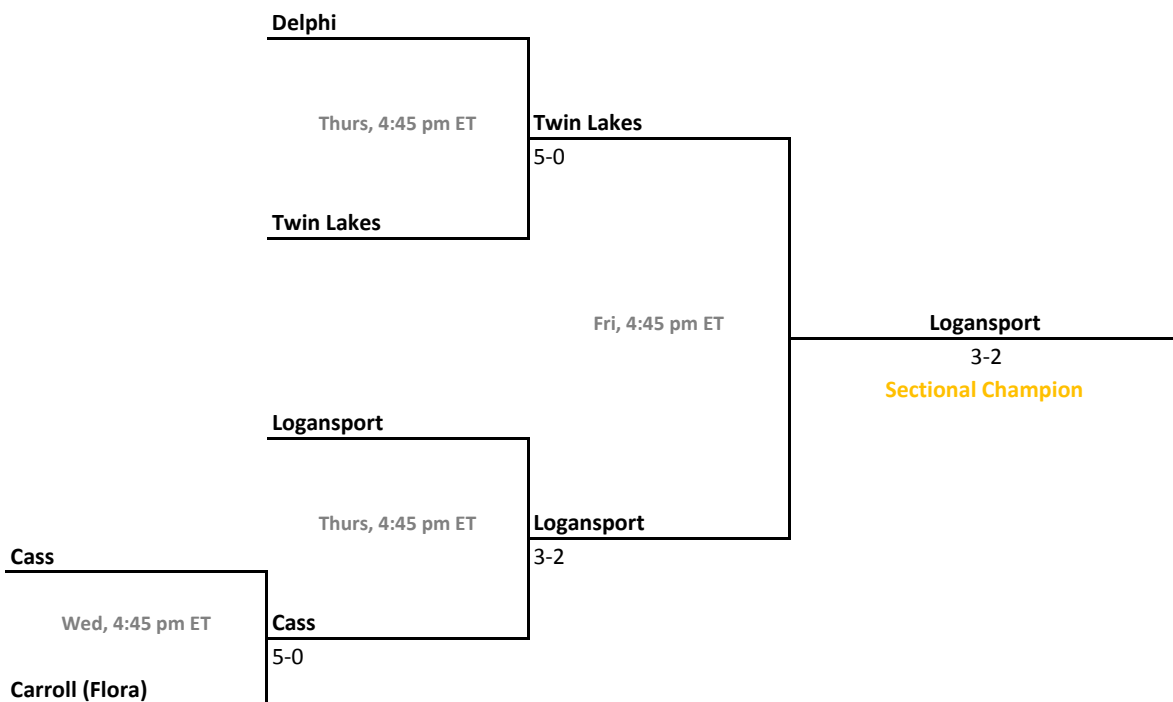 Delphi
Thurs, 4:45 pm ET
Twin Lakes
5-0
Twin Lakes
Fri, 4:45 pm ET
Logansport
3-2
Sectional Champion
Logansport
Thurs, 4:45 pm ET
Logansport
3-2
Cass
Wed, 4:45 pm ET
Cass
5-0
Carroll (Flora)